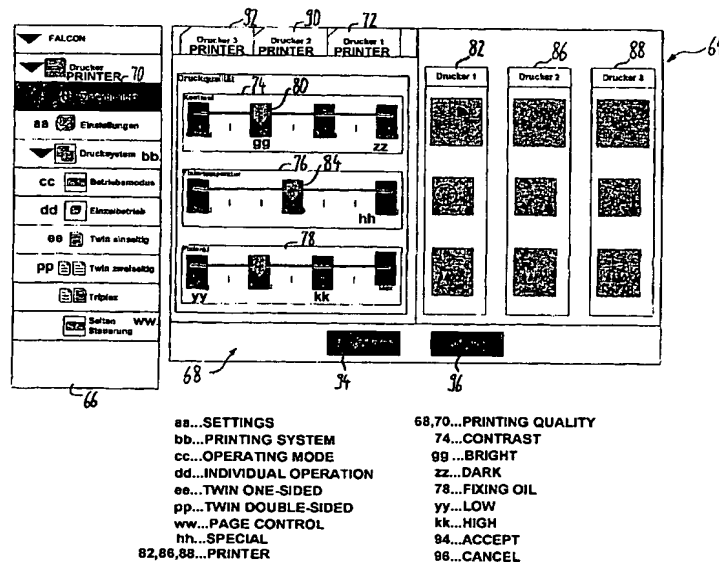 92 90 72
FALCON
Drucker
PRINTER 70
aa Einstellungen
Drucksystem bb
cc Betriebsmodus
dd Einzelbetrieb
ee Twin einseitig
pp Twin zweiseitig
Triplex
Seiten
Steuerung ww
66
Drucker 3
PRINTER
Drucker 2
PRINTER
Drucker 1
PRINTER
Druckqualität
74 80
Kontrast
gg zz
76 84
Fixiertemperatur
hh
78
Fixieröl
yy kk
82 86 88
Drucker 1 Drucker 2 Drucker 3
68 94 96
aa...SETTINGS
bb...PRINTING SYSTEM
cc...OPERATING MODE
dd...INDIVIDUAL OPERATION
ee...TWIN ONE-SIDED
pp...TWIN DOUBLE-SIDED
ww...PAGE CONTROL
hh...SPECIAL
82,86,88...PRINTER
68,70...PRINTING QUALITY
74...CONTRAST
gg...BRIGHT
zz...DARK
78...FIXING OIL
yy...LOW
kk...HIGH
94...ACCEPT
96...CANCEL